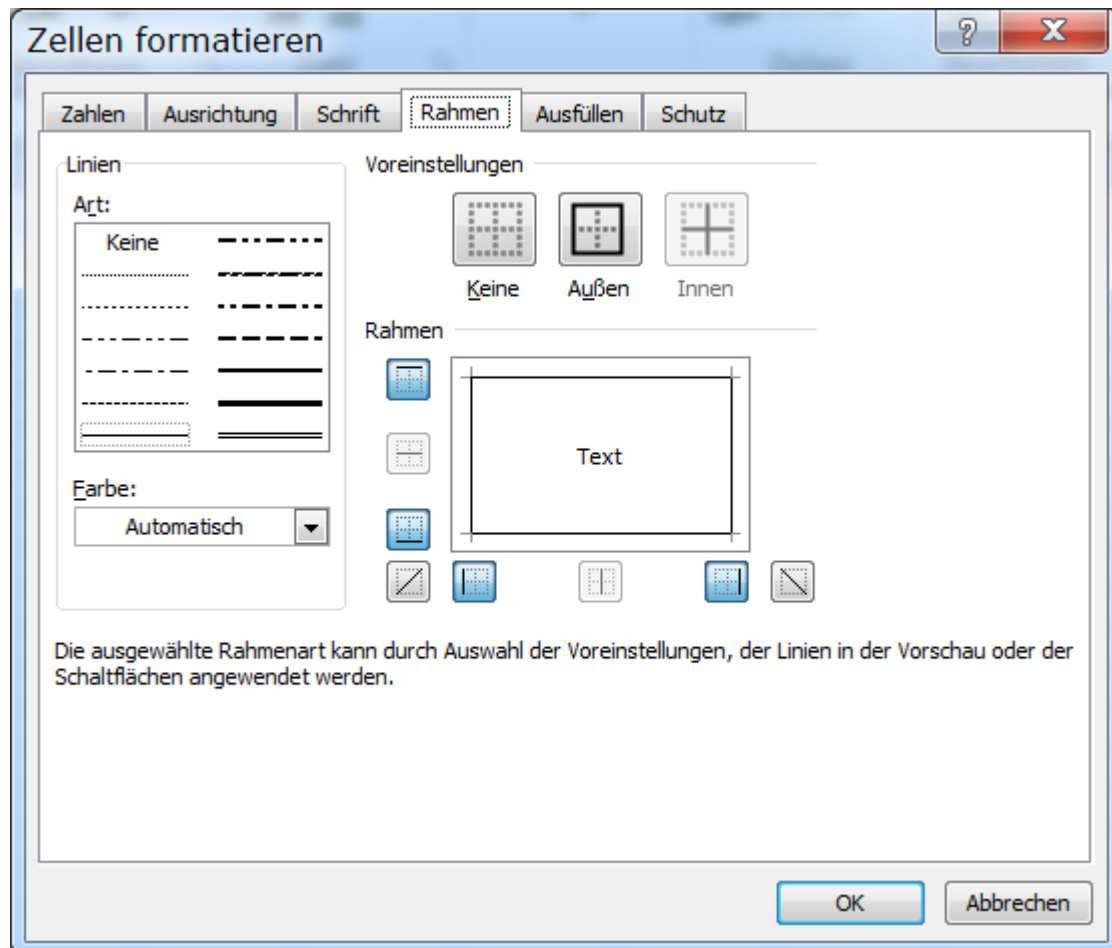 Zellen formatieren
Zahlen Ausrichtung Schrift Rahmen Ausfüllen Schutz
Linien
Art:
Keine
Farbe:
Automatisch
Voreinstellungen
Keine Außen Innen
Rahmen
Text
Die ausgewählte Rahmenart kann durch Auswahl der Voreinstellungen, der Linien in der Vorschau oder der
Schaltflächen angewendet werden.
OK Abbrechen